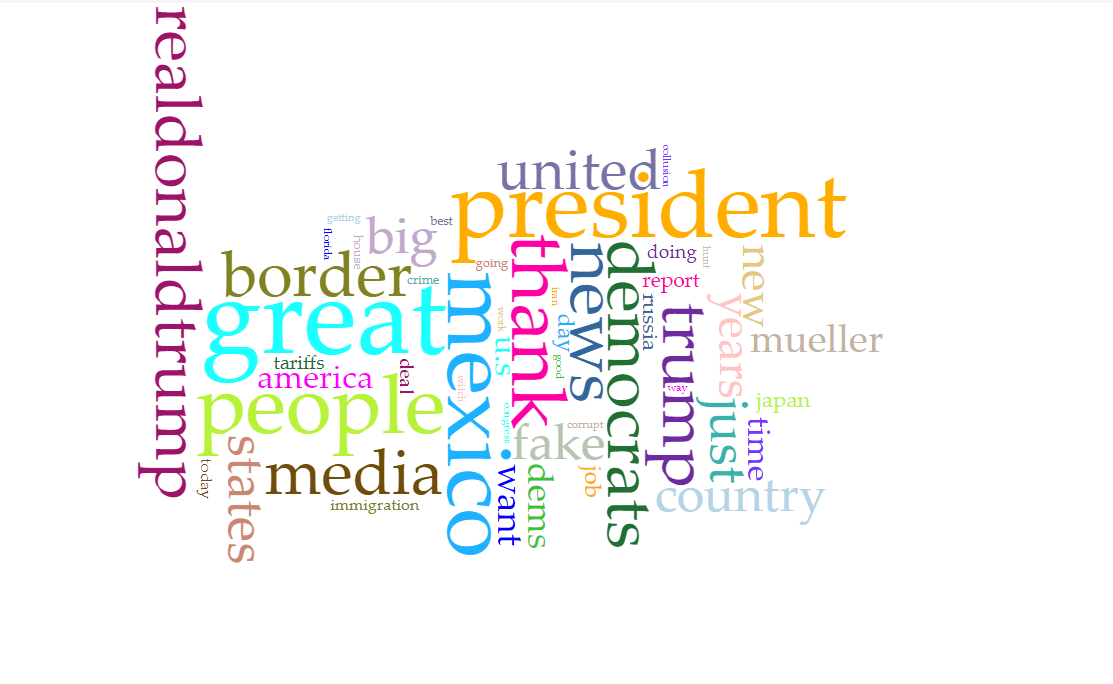 realdonaldtrump
united
collusion
president
getting
big
best
florida
house
border
crime
going
thank
news
democrats
doing
hunt
new
report
great
mexico
iran
work
day
u.s
russia
trump
years
mueller
tariffs
america
deal
good
people
witch
congress
way
just
japan
fake
corrupt
time
states
today
media
immigration
want
dems
job
country